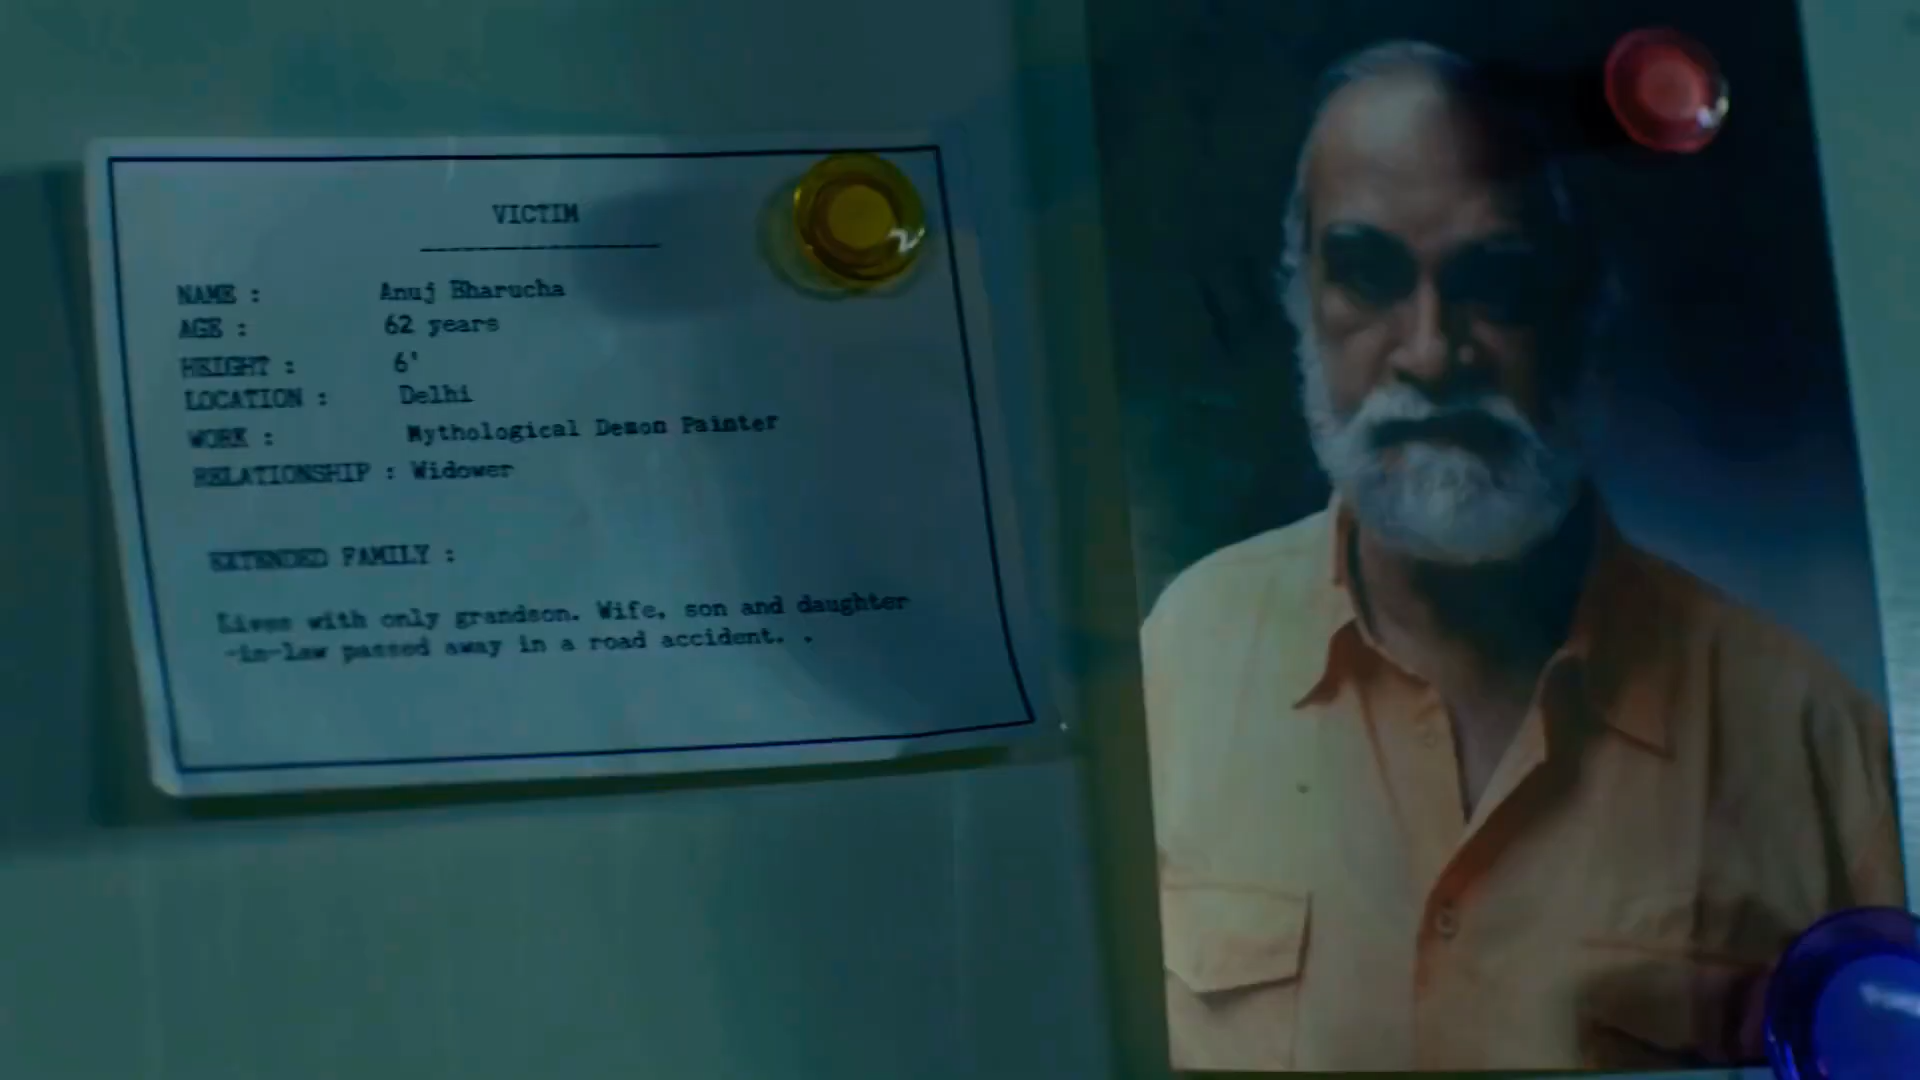 VICTIM
NAME : Anuj Bharucha
AGE : 62 years
HEIGHT : 6'
LOCATION : Delhi
WORK : Mythological Demon Painter
RELATIONSHIP : Widower
EXTENDED FAMILY :
Lives with only grandson. Wife, son and daughter
-in-law passed away in a road accident. .